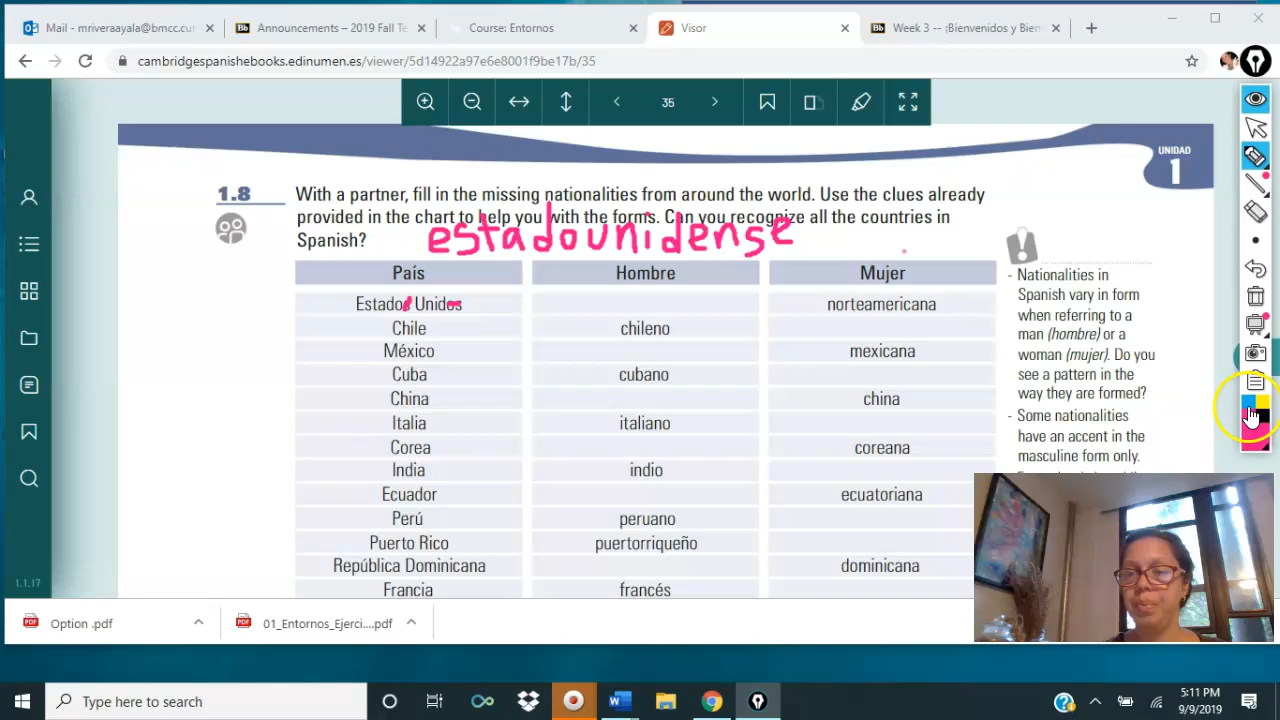 Mail - mriveraayala@bmcc.cu
Announcements – 2019 Fall Te
Course: Entornos
Visor
Week 3 -- ¡Bienvenidos y Bien
cambridgespanishebooks.edinumen.es/viewer/5d14922a97e6e8001f9be17b/35
35
UNIDAD
1
1.8 With a partner, fill in the missing nationalities from around the world. Use the clues already
provided in the chart to help you with the forms. Can you recognize all the countries in
Spanish?
estadounidense
País Hombre Mujer
Estados Unidos norteamericana
Chile chileno
México mexicana
Cuba cubano
China china
Italia italiano
Corea coreana
India indio
Ecuador ecuatoriana
Perú peruano
Puerto Rico puertorriqueño
República Dominicana dominicana
Francia francés
- Nationalities in
Spanish vary in form
when referring to a
man (hombre) or a
woman (mujer). Do you
see a pattern in the
way they are formed?
- Some nationalities
have an accent in the
masculine form only.
1.1.17
Option .pdf
01_Entornos_Ejerci....pdf
Type here to search
5:11 PM
9/9/2019